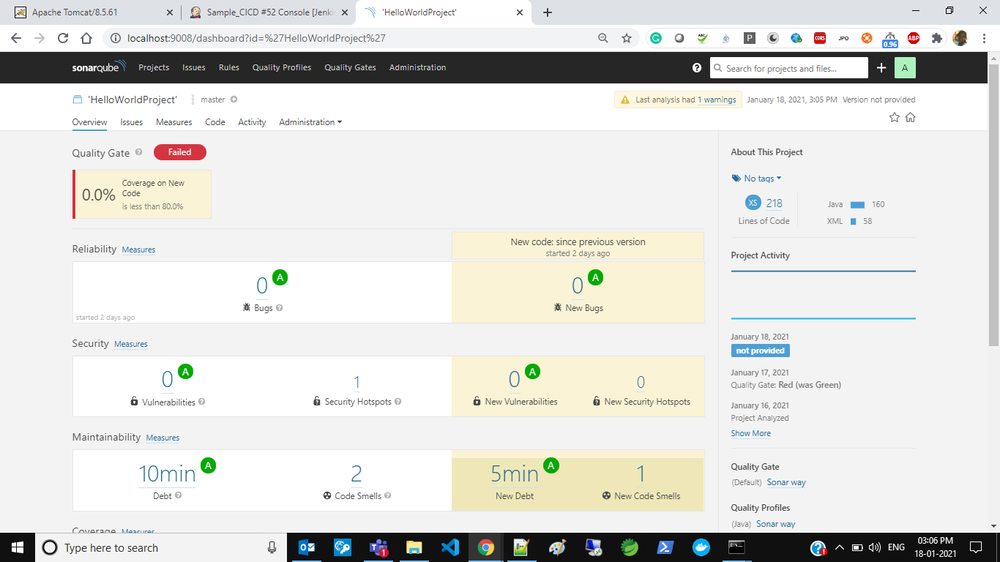 Apache Tomcat/8.5.61
Sample_CICD #52 Console [Jenki
'HelloWorldProject'
localhost:9008/dashboard?id=%27HelloWorldProject%27
ABC
P
CORS
JPO
0.96
ABP
sonarqube
Projects
Issues
Rules
Quality Profiles
Quality Gates
Administration
Search for projects and files...
A
'HelloWorldProject'
master
Last analysis had 1 warnings
January 18, 2021, 3:05 PM
Version not provided
Overview
Issues
Measures
Code
Activity
Administration
Quality Gate
Failed
0.0%
Coverage on New
Code
is less than 80.0%
Reliability Measures
New code: since previous version
started 2 days ago
0 A
Bugs
started 2 days ago
0 A
New Bugs
Security Measures
0 A
Vulnerabilities
1
Security Hotspots
0 A
New Vulnerabilities
0
New Security Hotspots
Maintainability Measures
10min A
Debt
2
Code Smells
5min A
New Debt
1
New Code Smells
Coverage Measures
About This Project
No tags
XS 218
Lines of Code
Java 160
XML 58
Project Activity
January 18, 2021
not provided
January 17, 2021
Quality Gate: Red (was Green)
January 16, 2021
Project Analyzed
Show More
Quality Gate
(Default) Sonar way
Quality Profiles
(Java) Sonar way
Type here to search
1
ENG
03:06 PM
18-01-2021